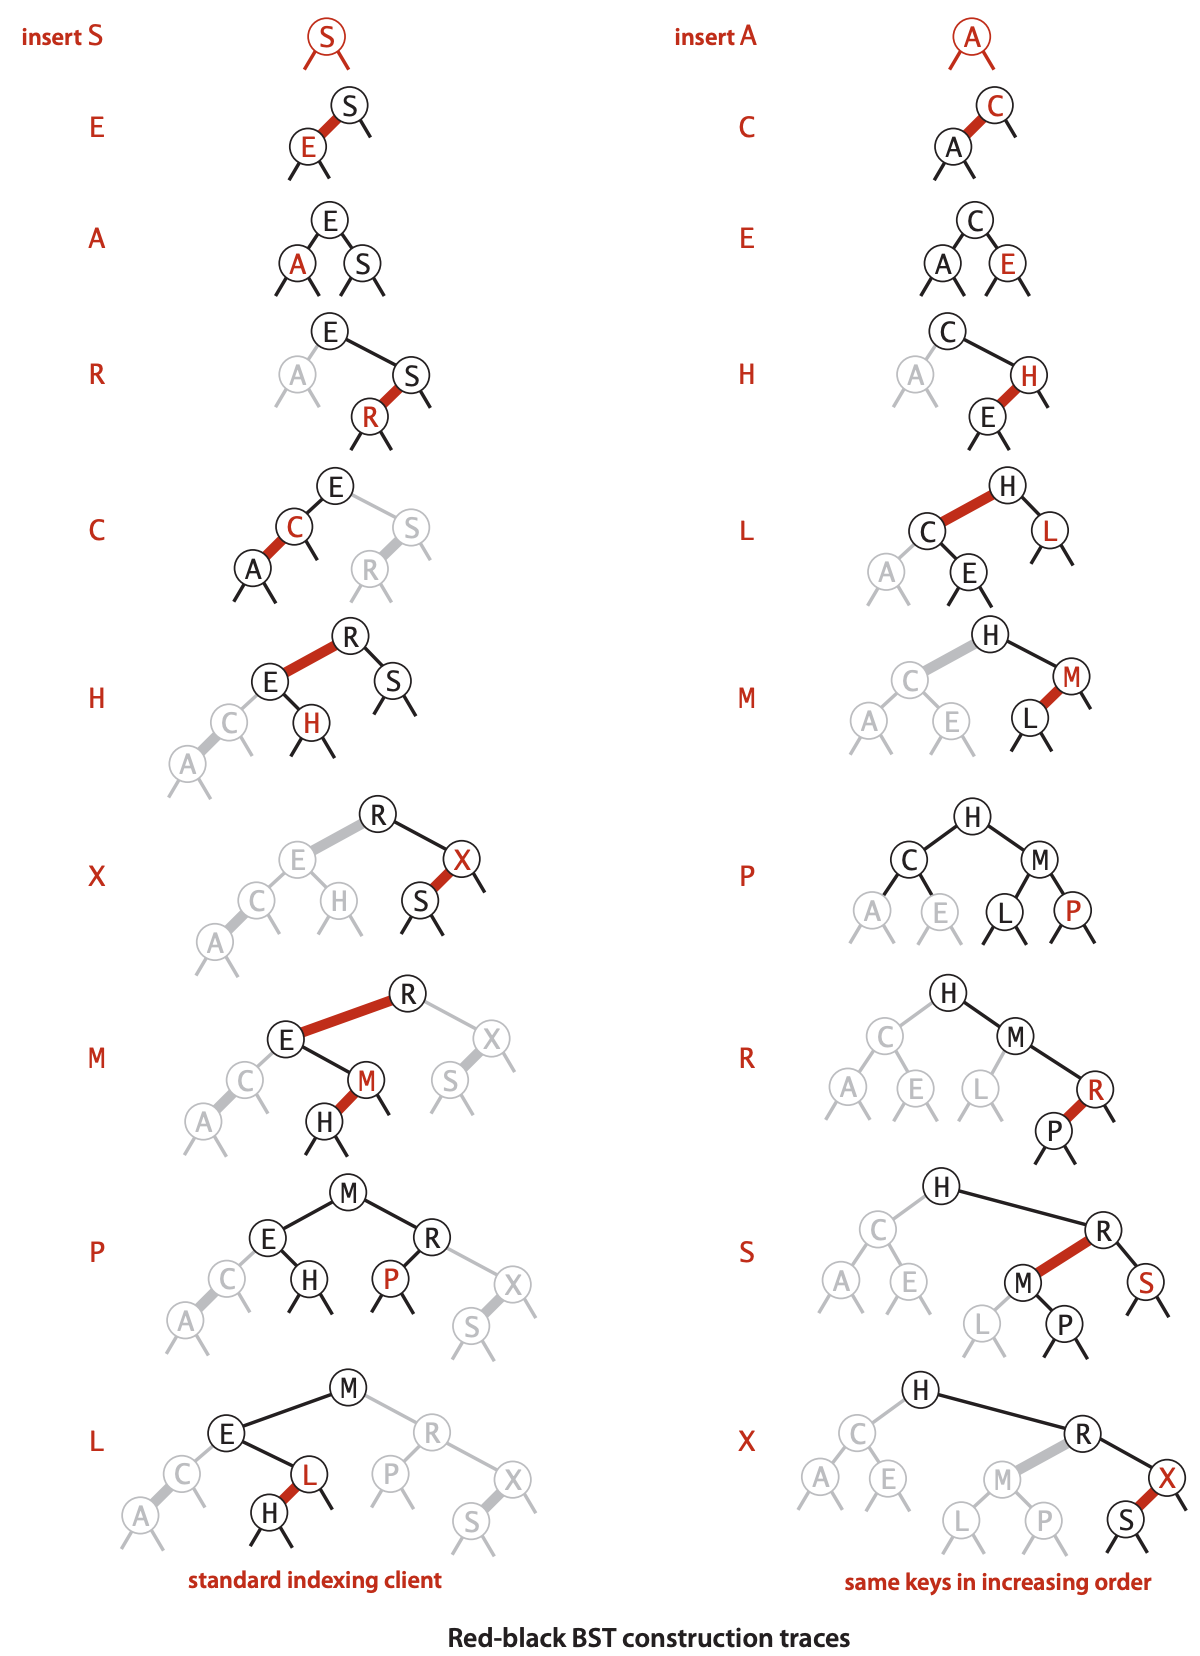 insert S
S
E
S
E
A
E
A S
R
E
A S
R
C
E
C S
A R
H
R
E S
C H
A
X
R
E X
C H S
A
M
R
E X
C M S
A H
P
M
E R
C H P X
A S
L
M
E R
C L P X
A H S
standard indexing client
insert A
A
C
C
A
E
C
A E
H
C
A H
E
L
H
C L
A E
M
H
C M
A E L
P
H
C M
A E L P
R
H
C M
A E L R
P
S
H
C R
A E M S
L P
X
H
C R
A E M X
L P S
same keys in increasing order
Red-black BST construction traces